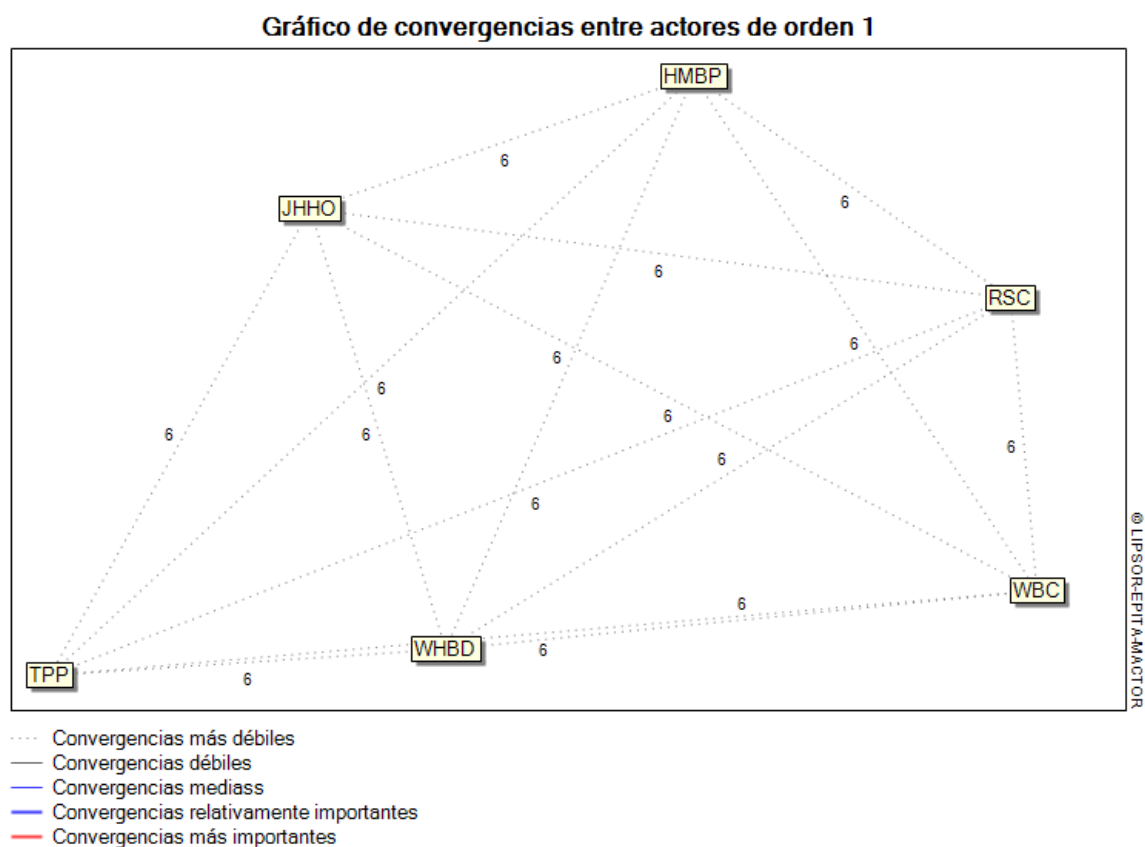 Gráfico de convergencias entre actores de orden 1
HMBP
6
JHHO
6
6
RSC
6
6
6
6
6
6
6
6
6
6
WBC
6
WHBD
6
TPP
6
© LIPSOR-EPITA-MACTOR
Convergencias más débiles
Convergencias débiles
Convergencias mediass
Convergencias relativamente importantes
Convergencias más importantes